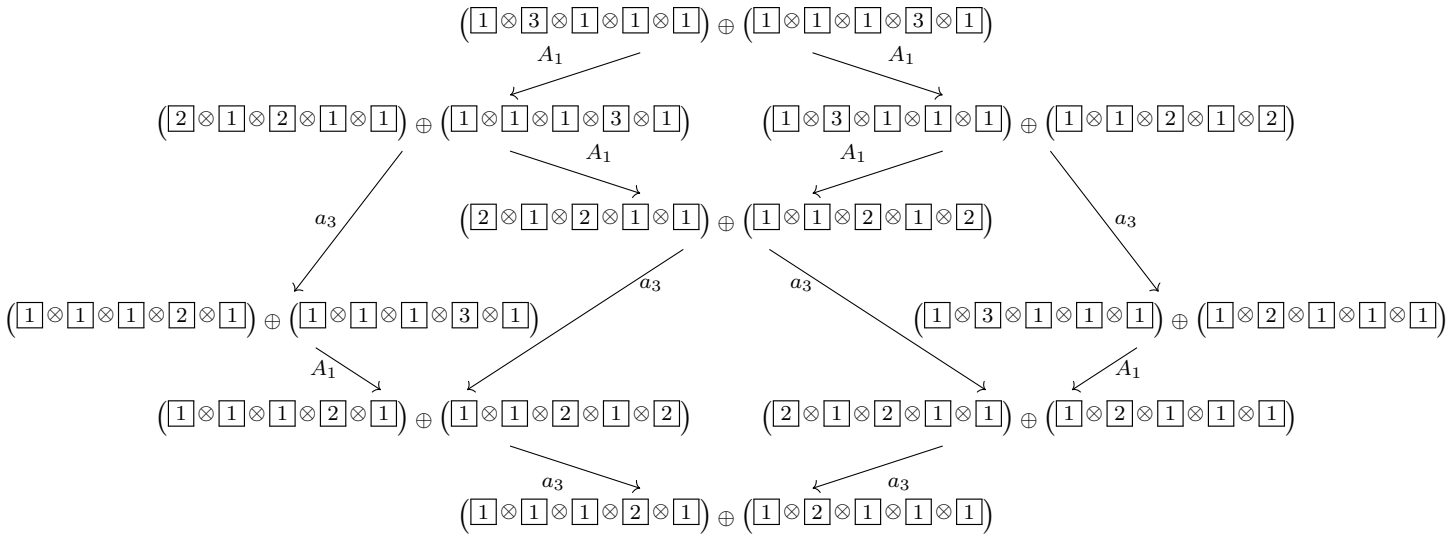 (1⊗3⊗1⊗1⊗1) ⊕ (1⊗1⊗1⊗3⊗1)
A₁ A₁
(2⊗1⊗2⊗1⊗1) ⊕ (1⊗1⊗1⊗3⊗1) (1⊗3⊗1⊗1⊗1) ⊕ (1⊗1⊗2⊗1⊗2)
A₁ A₁
a₃ (2⊗1⊗2⊗1⊗1) ⊕ (1⊗1⊗2⊗1⊗2) a₃
a₃ a₃
(1⊗1⊗1⊗2⊗1) ⊕ (1⊗1⊗1⊗3⊗1) (1⊗3⊗1⊗1⊗1) ⊕ (1⊗2⊗1⊗1⊗1)
A₁ A₁
(1⊗1⊗1⊗2⊗1) ⊕ (1⊗1⊗2⊗1⊗2) (2⊗1⊗2⊗1⊗1) ⊕ (1⊗2⊗1⊗1⊗1)
a₃ a₃
(1⊗1⊗1⊗2⊗1) ⊕ (1⊗2⊗1⊗1⊗1)